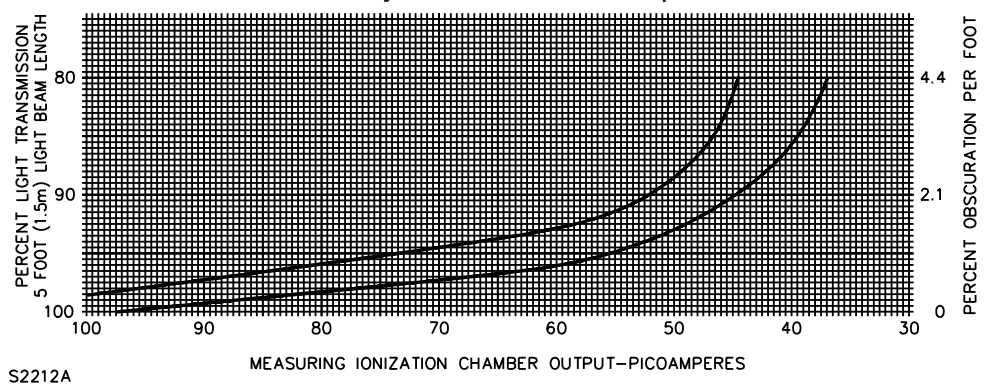 PERCENT LIGHT TRANSMISSION
5 FOOT (1.5m) LIGHT BEAM LENGTH
80
90
100
100 90 80 70 60 50 40 30
4.4
2.1
0
PERCENT OBSCURATION PER FOOT
MEASURING IONIZATION CHAMBER OUTPUT-PICOAMPERES
S2212A